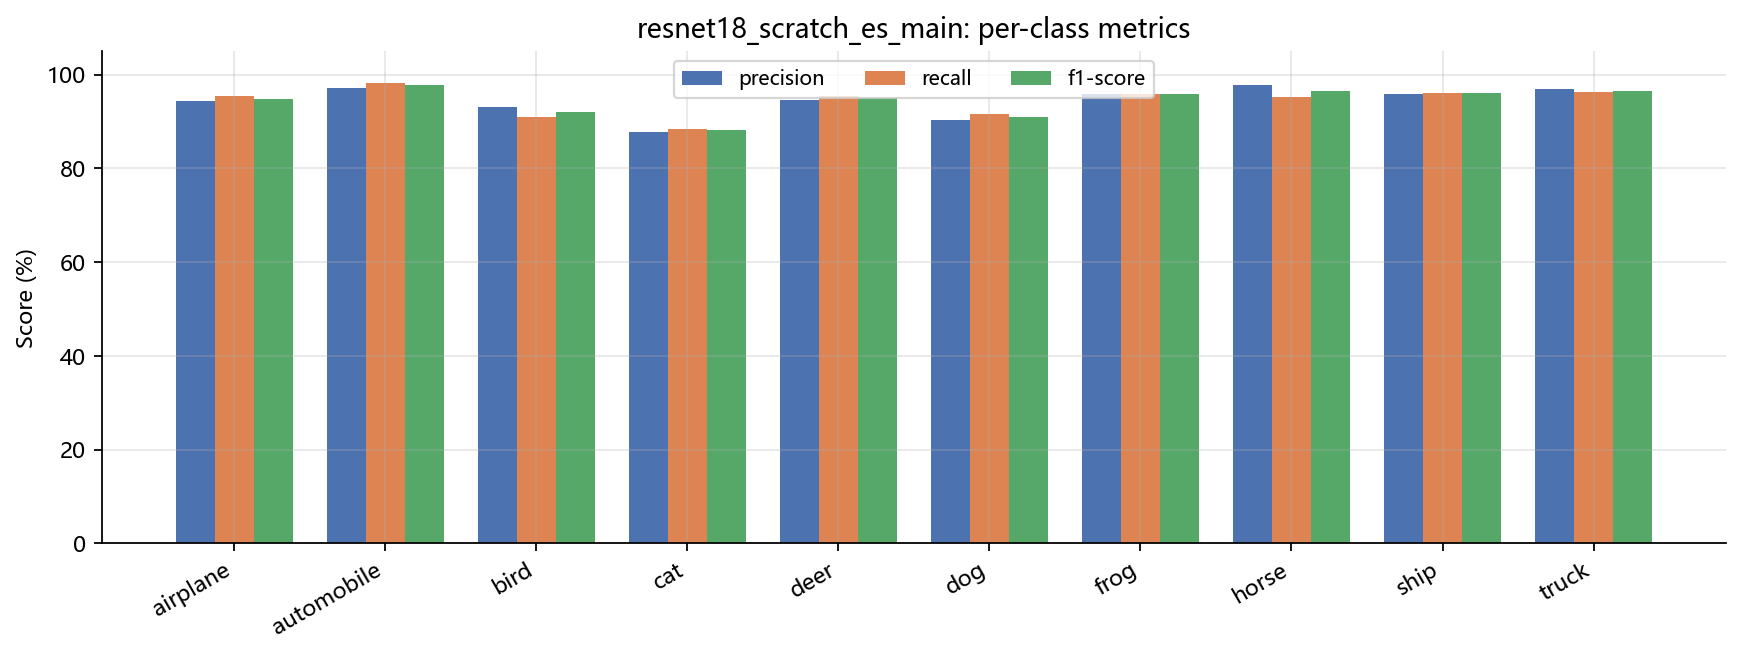 resnet18_scratch_es_main: per-class metrics
precision recall f1-score
Score (%)
100
80
60
40
20
0
airplane automobile bird cat deer dog frog horse ship truck